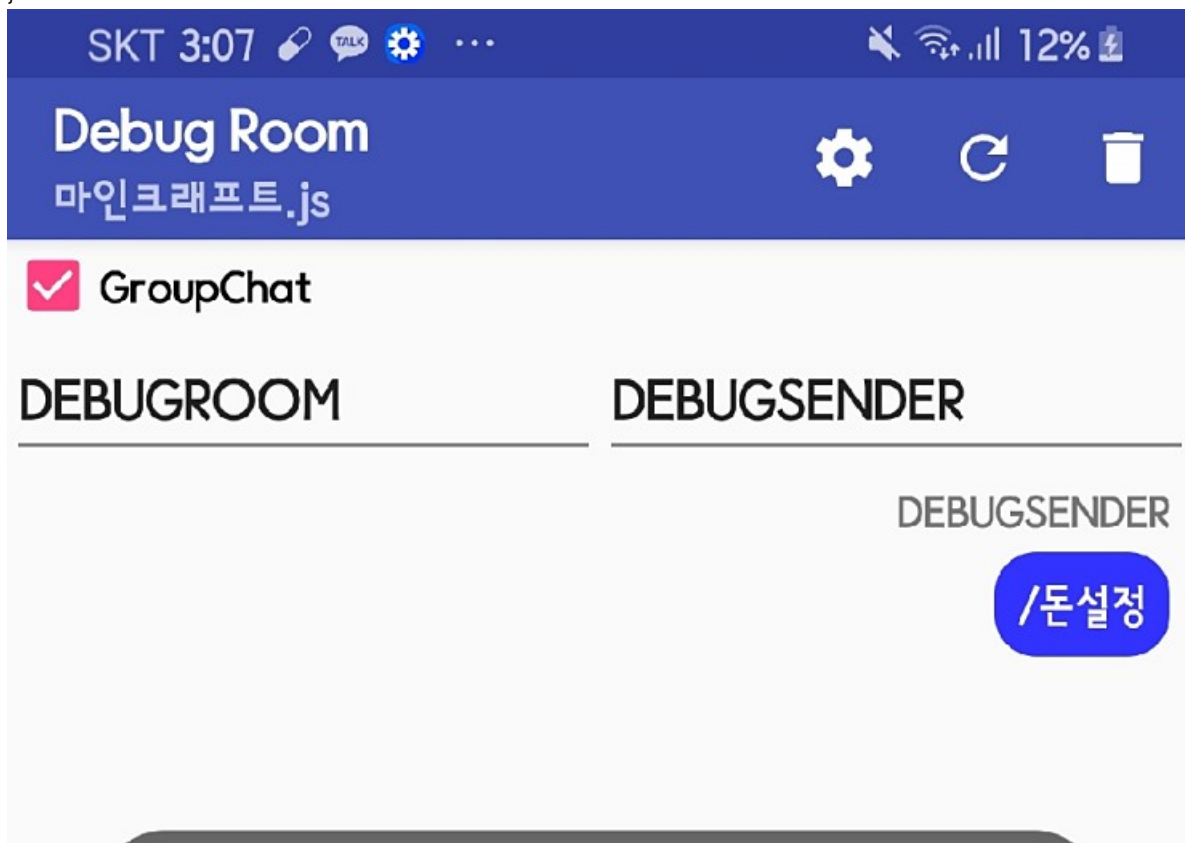 SKT 3:07 TALK ... 12%
Debug Room
마인크래프트.js
GroupChat
DEBUGROOM DEBUGSENDER
DEBUGSENDER
/돈설정